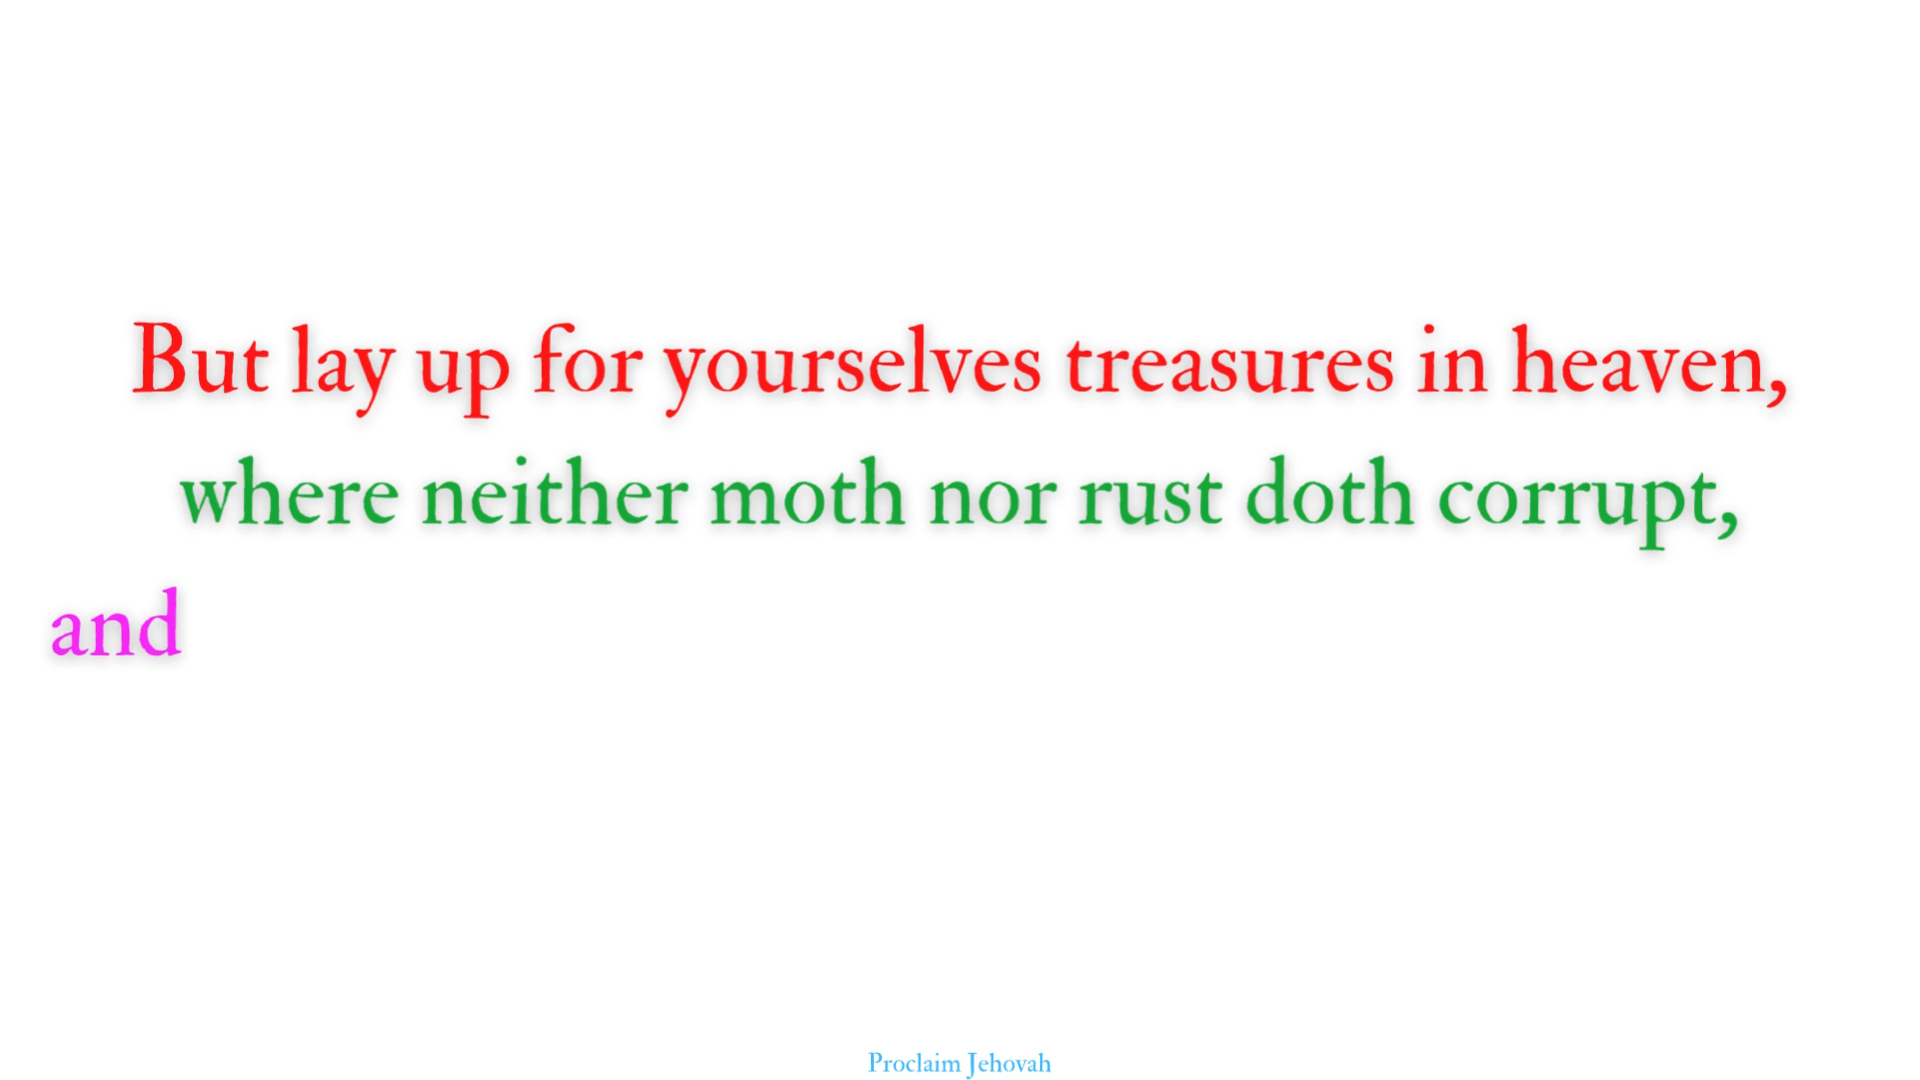 But lay up for yourselves treasures in heaven,
where neither moth nor rust doth corrupt,
and
Proclaim Jehovah